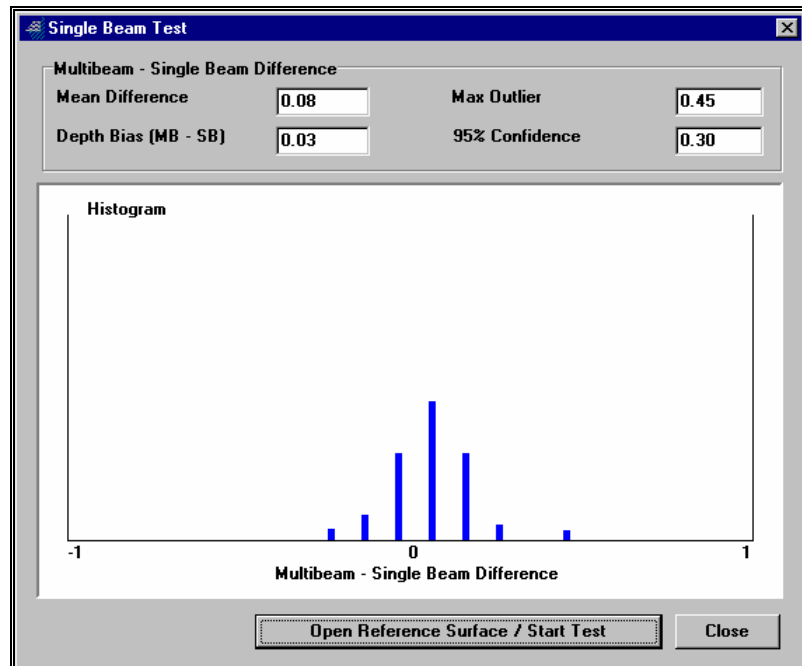 Single Beam Test
Multibeam - Single Beam Difference
Mean Difference 0.08 Max Outlier 0.45
Depth Bias (MB - SB) 0.03 95% Confidence 0.30
Histogram
-1 0 1
Multibeam - Single Beam Difference
Open Reference Surface / Start Test Close